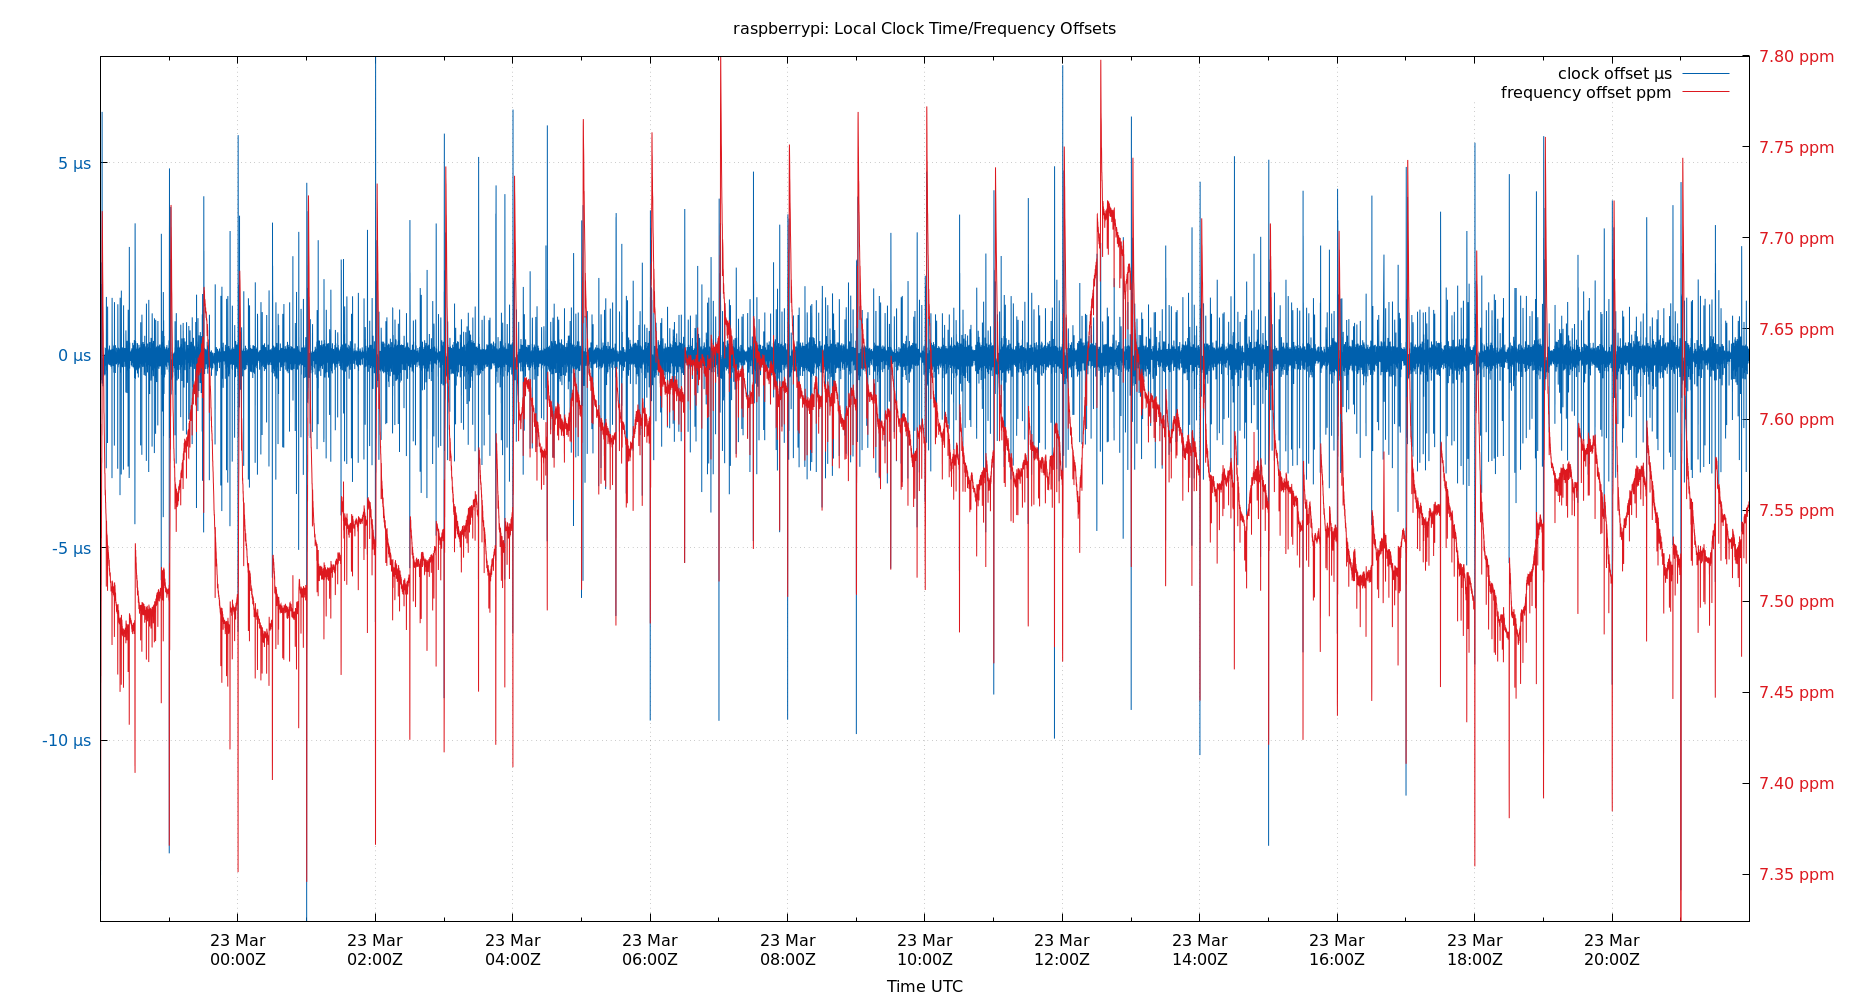 raspberrypi: Local Clock Time/Frequency Offsets
clock offset µs
frequency offset ppm
5 µs
0 µs
-5 µs
-10 µs
7.80 ppm
7.75 ppm
7.70 ppm
7.65 ppm
7.60 ppm
7.55 ppm
7.50 ppm
7.45 ppm
7.40 ppm
7.35 ppm
23 Mar 23 Mar 23 Mar 23 Mar 23 Mar 23 Mar 23 Mar 23 Mar 23 Mar 23 Mar 23 Mar
00:00Z 02:00Z 04:00Z 06:00Z 08:00Z 10:00Z 12:00Z 14:00Z 16:00Z 18:00Z 20:00Z
Time UTC